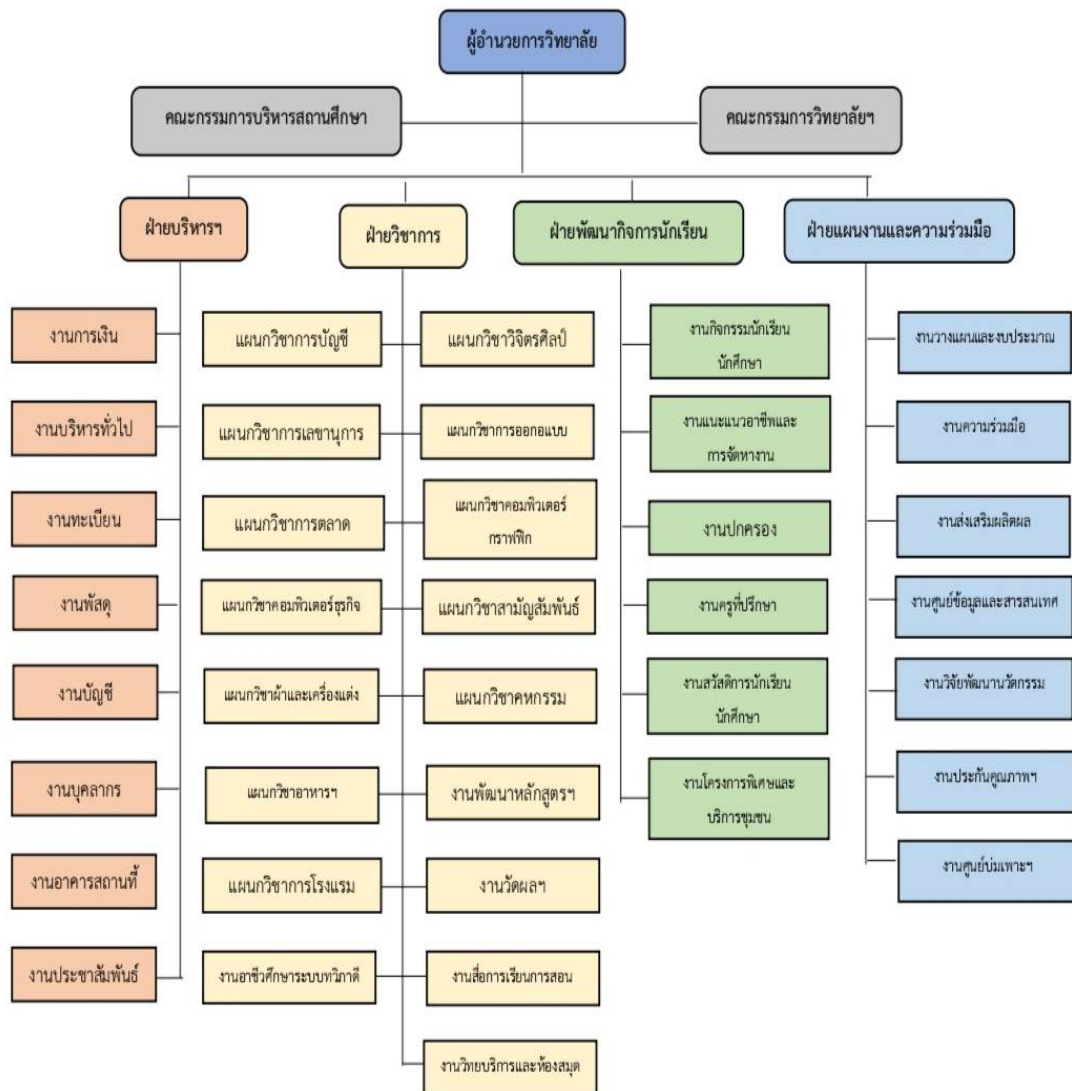 ผู้อำนวยการวิทยาลัย
คณะกรรมการบริหารสถานศึกษา
คณะกรรมการวิทยาลัยฯ
ฝ่ายบริหารฯ
ฝ่ายวิชาการ
ฝ่ายพัฒนากิจการนักเรียน
ฝ่ายแผนงานและความร่วมมือ
งานการเงิน
งานบริหารทั่วไป
งานทะเบียน
งานพัสดุ
งานบัญชี
งานบุคลากร
งานอาคารสถานที่
งานประชาสัมพันธ์
แผนกวิชาการบัญชี
แผนกวิชาการเลขานุการ
แผนกวิชาการตลาด
แผนกวิชาคอมพิวเตอร์ธุรกิจ
แผนกวิชาผ้าและเครื่องแต่ง
แผนกวิชาอาหารฯ
แผนกวิชาการโรงแรม
งานอาชีวศึกษาระบบทวิภาคี
แผนกวิชาวิจิตรศิลป์
แผนกวิชาการออกอแบบ
แผนกวิชาคอมพิวเตอร์
กราฟฟิก
แผนกวิชาสามัญสัมพันธ์
แผนกวิชาคหกรรม
งานพัฒนาหลักสูตรฯ
งานวัดผลฯ
งานสื่อการเรียนการสอน
งานวิทยบริการและห้องสมุด
งานกิจกรรมนักเรียน
นักศึกษา
งานแนะแนวอาชีพและ
การจัดหางาน
งานปกครอง
งานครูที่ปรึกษา
งานสวัสดิการนักเรียน
นักศึกษา
งานโครงการพิเศษและ
บริการชุมชน
งานวางแผนและงบประมาณ
งานความร่วมมือ
งานส่งเสริมผลิตผล
งานศูนย์ข้อมูลและสารสนเทศ
งานวิจัยพัฒนานวัตกรรม
งานประกันคุณภาพฯ
งานศูนย์บ่มเพาะฯ